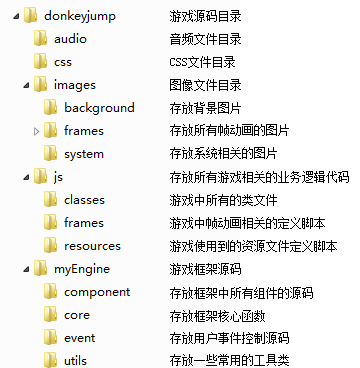 donkeyjump 游戏源码目录
audio 音频文件目录
css CSS文件目录
images 图像文件目录
background 存放背景图片
frames 存放所有帧动画的图片
system 存放系统相关的图片
js 存放所有游戏相关的业务逻辑代码
classes 游戏中所有的类文件
frames 游戏中帧动画相关的定义脚本
resources 游戏使用到的资源文件定义脚本
myEngine 游戏框架源码
component 存放框架中所有组件的源码
core 存放框架核心函数
event 存放用户事件控制源码
utils 存放一些常用的工具类